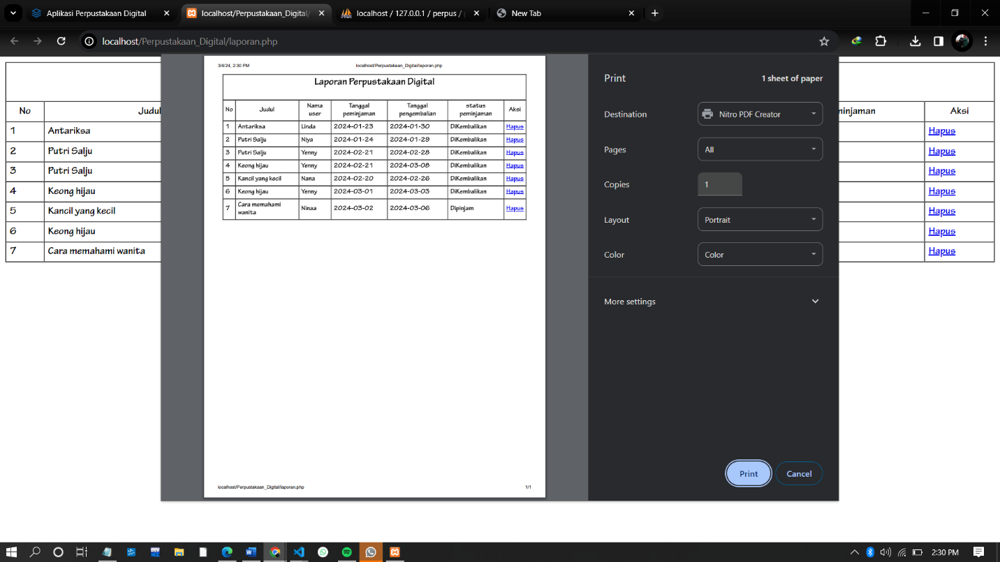 Aplikasi Perpustakaan Digital
localhost/Perpustakaan_Digital/
localhost / 127.0.0.1 / perpus /
New Tab
localhost/Perpustakaan_Digital/laporan.php
No Judul
1 Antariksa
2 Putri Salju
3 Putri Salju
4 Keong hijau
5 Kancil yang kecil
6 Keong hijau
7 Cara memahami wanita
3/4/24, 2:30 PM localhost/Perpustakaan_Digital/laporan.php
Laporan Perpustakaan Digital
No Judul Nama user Tanggal peminjaman Tanggal pengembalian status peminjaman Aksi
1 Antariksa Linda 2024-01-23 2024-01-30 DiKembalikan Hapus
2 Putri Salju Niya 2024-01-24 2024-01-29 DiKembalikan Hapus
3 Putri Salju Yenny 2024-02-21 2024-02-28 DiKembalikan Hapus
4 Keong hijau Yenny 2024-02-21 2024-03-08 DiKembalikan Hapus
5 Kancil yang kecil Nana 2024-02-20 2024-02-26 DiKembalikan Hapus
6 Keong hijau Yenny 2024-03-01 2024-03-03 DiKembalikan Hapus
7 Cara memahami wanita Ninaa 2024-03-02 2024-03-06 Dipinjam Hapus
localhost/Perpustakaan_Digital/laporan.php 1/1
Print 1 sheet of paper
Destination Nitro PDF Creator
Pages All
Copies 1
Layout Portrait
Color Color
More settings
Print Cancel
ninjaman Aksi
Hapus
Hapus
Hapus
Hapus
Hapus
Hapus
Hapus
2:30 PM